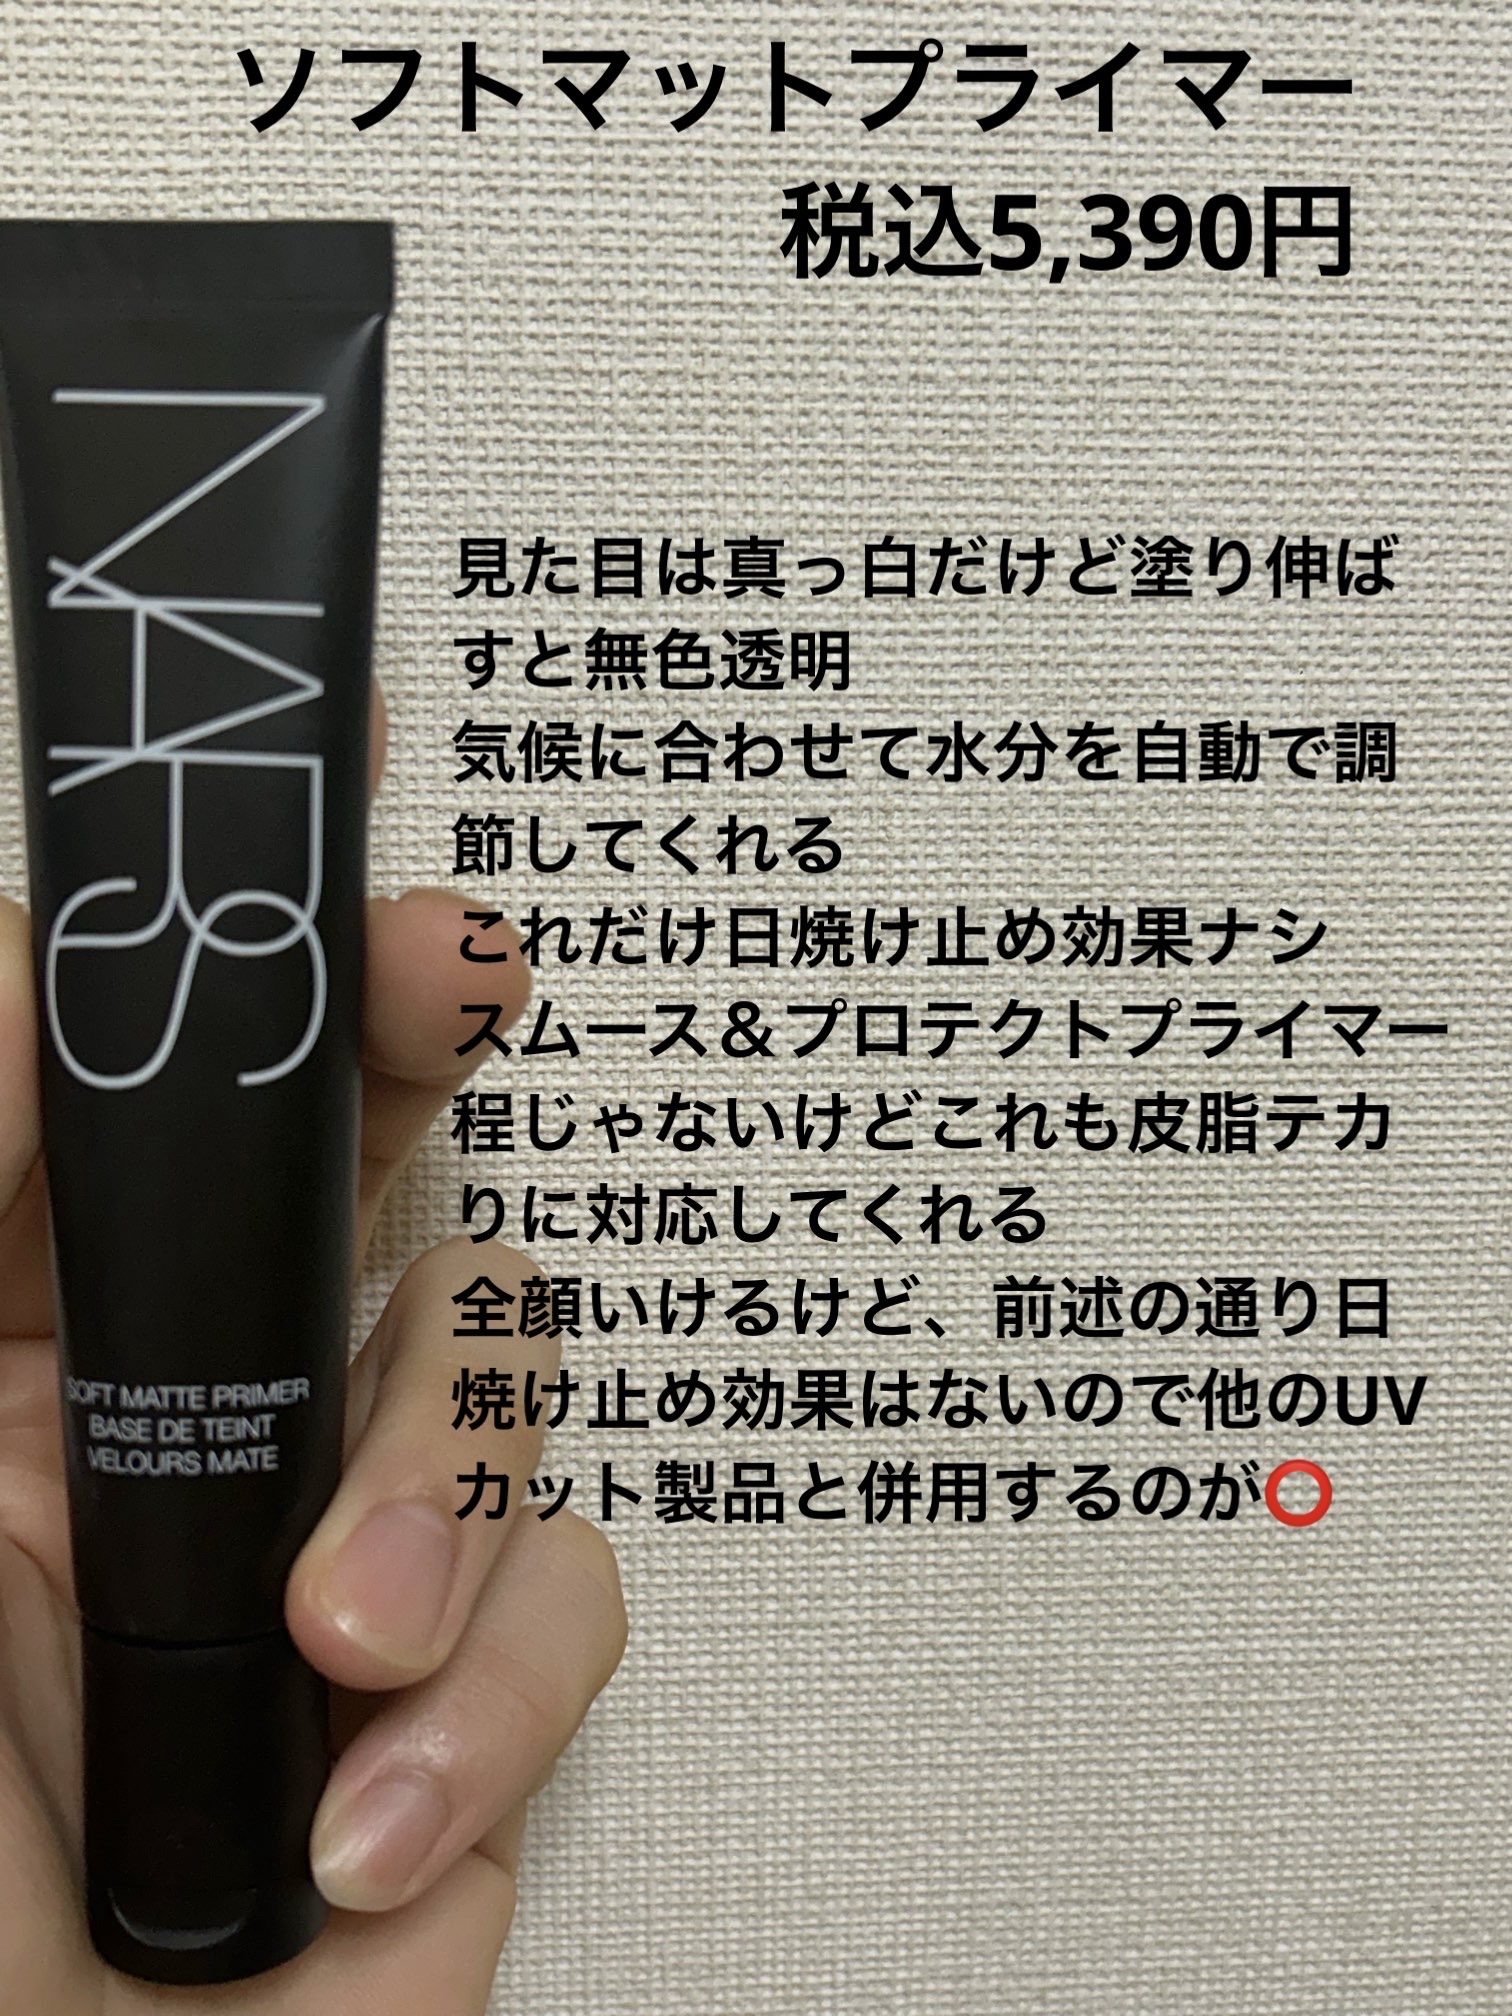 ソフトマットプライマー
税込5,390円
NARS
見た目は真っ白だけど塗り伸ば
すと無色透明
気候に合わせて水分を自動で調
節してくれる
これだけ日焼け止め効果ナシ
スムース＆プロテクトプライマー
程じゃないけどこれも皮脂テカ
りに対応してくれる
全顔いけるけど、前述の通り日
焼け止め効果はないので他のUV
カット製品と併用するのが⭕
SOFT MATTE PRIMER
BASE DE TEINT
VELOURS MATE